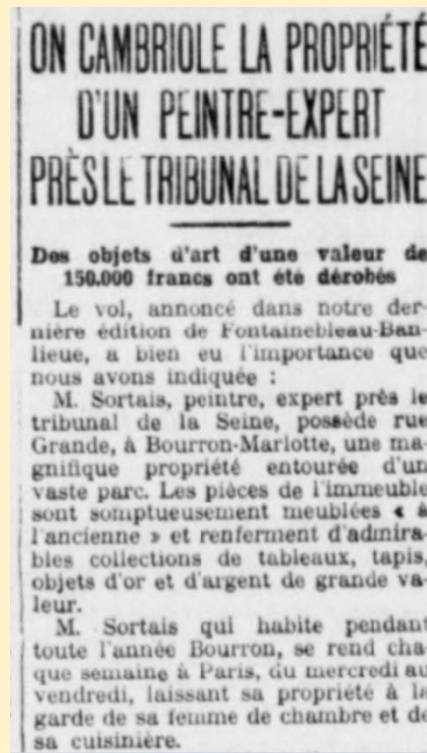 ON CAMBRIOLE LA PROPRIÉTÉ
D'UN PEINTRE-EXPERT
PRÈS LE TRIBUNAL DE LA SEINE
Des objets d'art d'une valeur de
150.000 francs ont été dérobés
Le vol, annoncé dans notre der-
nière édition de Fontainebleau-Ban-
lieue, a bien eu l'importance que
nous avons indiquée :
M. Sortais, peintre, expert près le
tribunal de la Seine, possède rue
Grande, à Bourron-Marlotte, une ma-
gnifique propriété entourée d'un
vaste parc. Les pièces de l'immeuble
sont somptueusement meublées « à
l'ancienne » et renferment d'admira-
bles collections de tableaux, tapis,
objets d'or et d'argent de grande va-
leur.
M. Sortais qui habite pendant
toute l'année Bourron, se rend cha-
que semaine à Paris, du mercredi au
vendredi, laissant sa propriété à la
garde de sa femme de chambre et de
sa cuisinière.